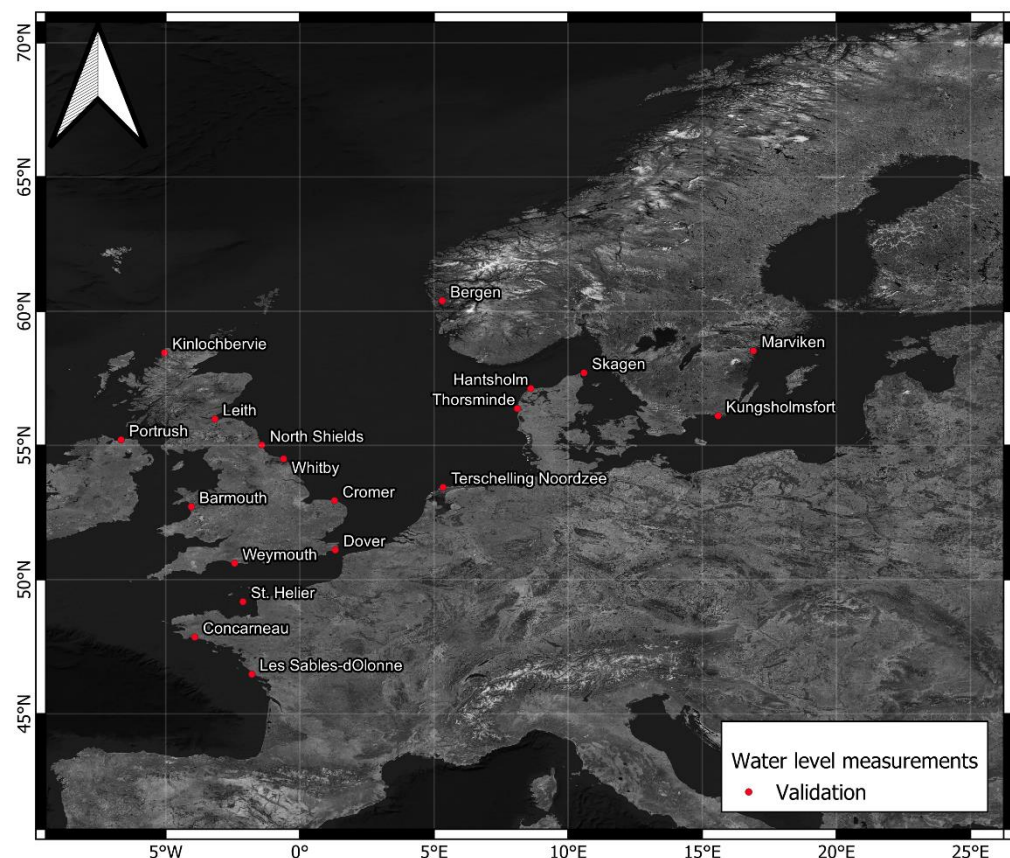 70°N
65°N
60°N
55°N
50°N
45°N
Bergen
Kinlochbervie
Marviken
Skagen
Hantsholm
Thorsminde
Leith
Kungsholmsfort
Portrush
North Shields
Whitby
Terschelling Noordzee
Barmouth
Cromer
Dover
Weymouth
St. Helier
Concarneau
Les Sables-dOlonne
Water level measurements
Validation
5°W
0°
5°E
10°E
15°E
20°E
25°E